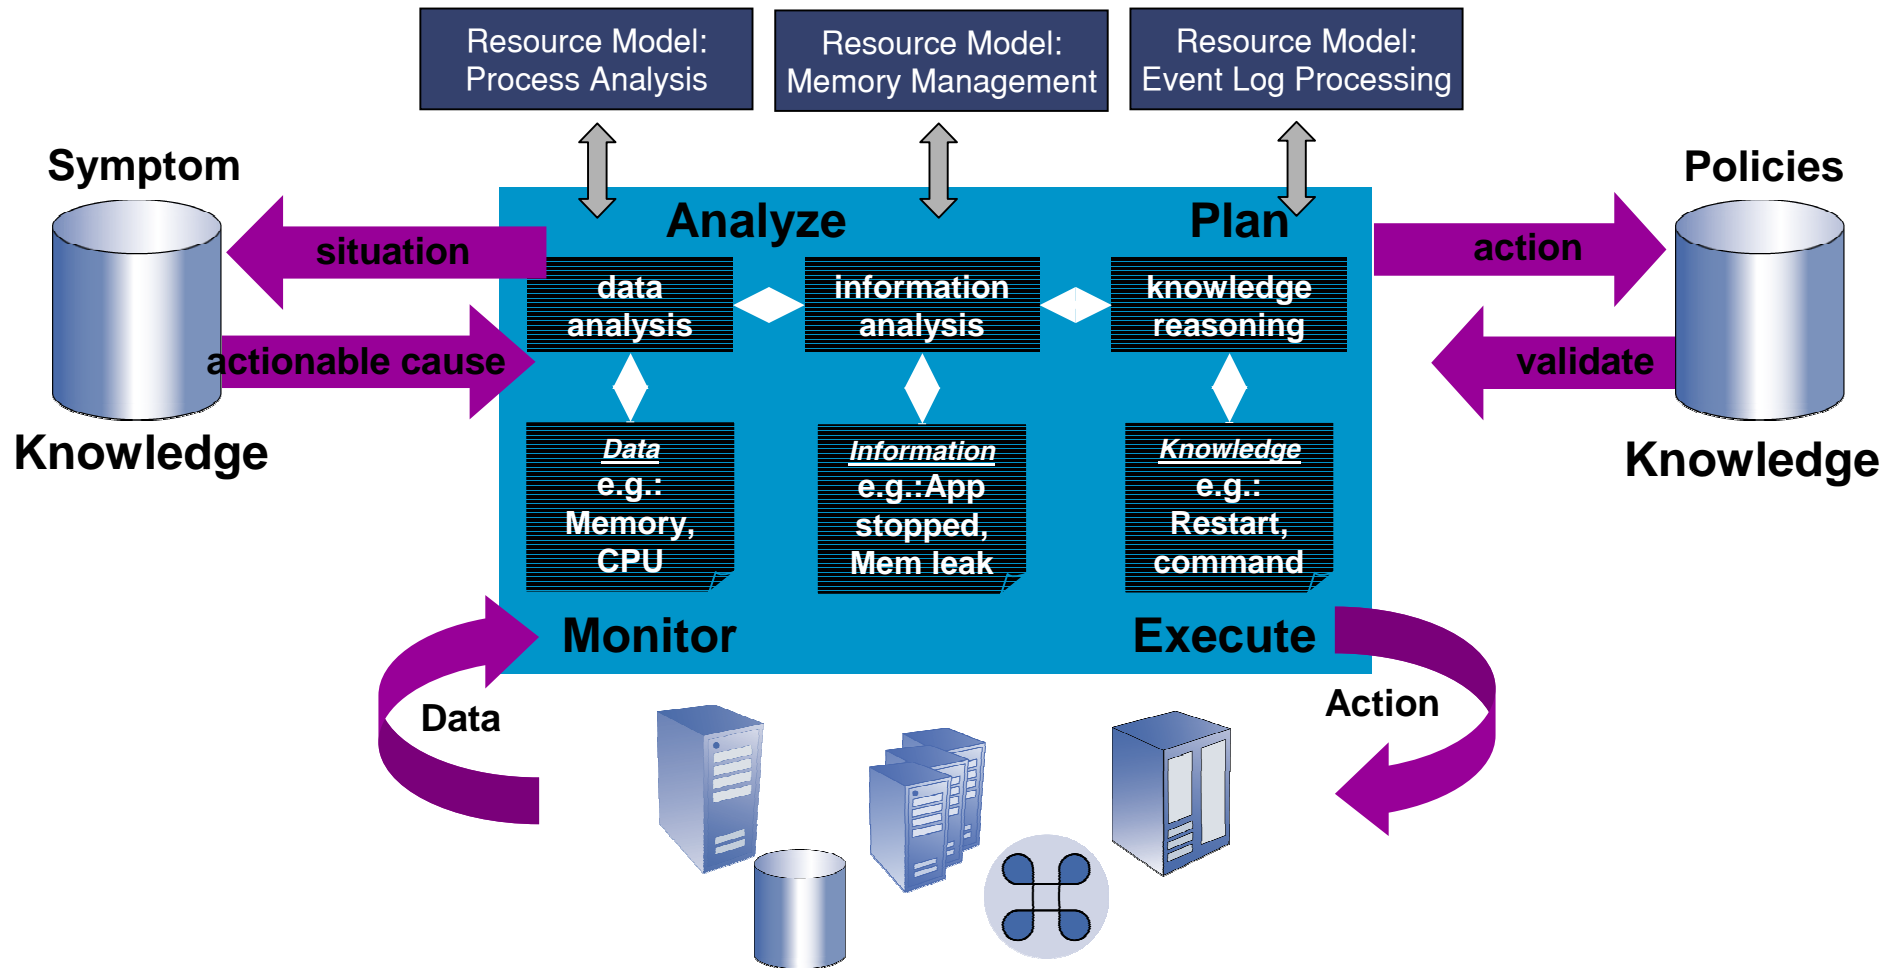 Resource Model:
Process Analysis
Resource Model:
Memory Management
Resource Model:
Event Log Processing
Symptom
Knowledge
situation
actionable cause
Analyze
Plan
data
analysis
information
analysis
knowledge
reasoning
Data
e.g.:
Memory,
CPU
Information
e.g.:App
stopped,
Mem leak
Knowledge
e.g.:
Restart,
command
Monitor
Execute
action
validate
Policies
Knowledge
Data
Action